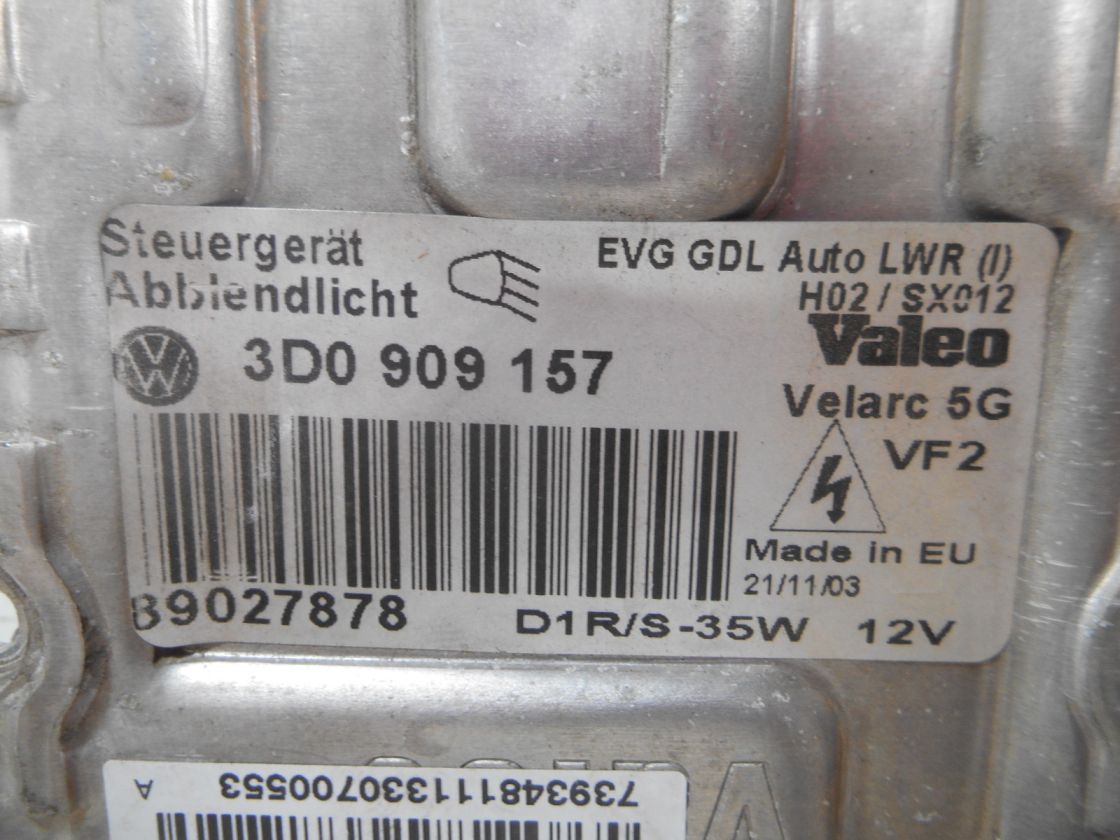 Steuergerät
Abblendlicht
EVG GDL Auto LWR (I)
H02 / SX012
Valeo
3D0 909 157
Velarc 5G
VF2
Made in EU
21/11/03
89027878
D1R/S-35W 12V
7393481113300700553 A